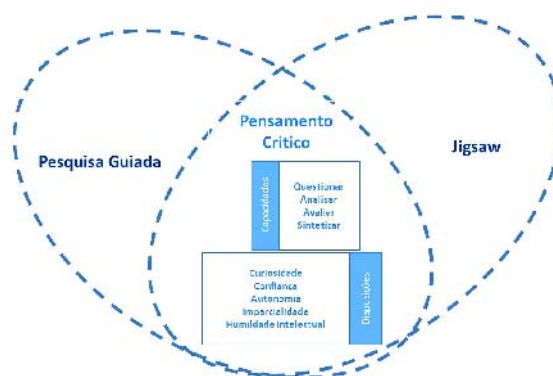 Pensamento
Crítico
Pesquisa Guiada
Jigsaw
Capacidades
Questionar
Analisar
Avaliar
Sintetizar
Curiosidade
Confiança
Autonomia
Imparcialidade
Humildade Intelectual
Disposições